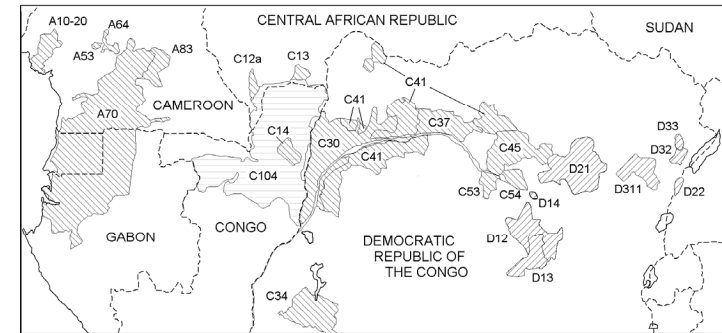 A10-20
A64
A53
A83
A70
CAMEROON
CENTRAL AFRICAN REPUBLIC
SUDAN
C12a
C13
C41
C41
C14
C30
C37
C41
C104
C45
C53
C54
D14
D21
D311
D33
D32
D22
D12
D13
GABON
CONGO
DEMOCRATIC
REPUBLIC OF
THE CONGO
C34